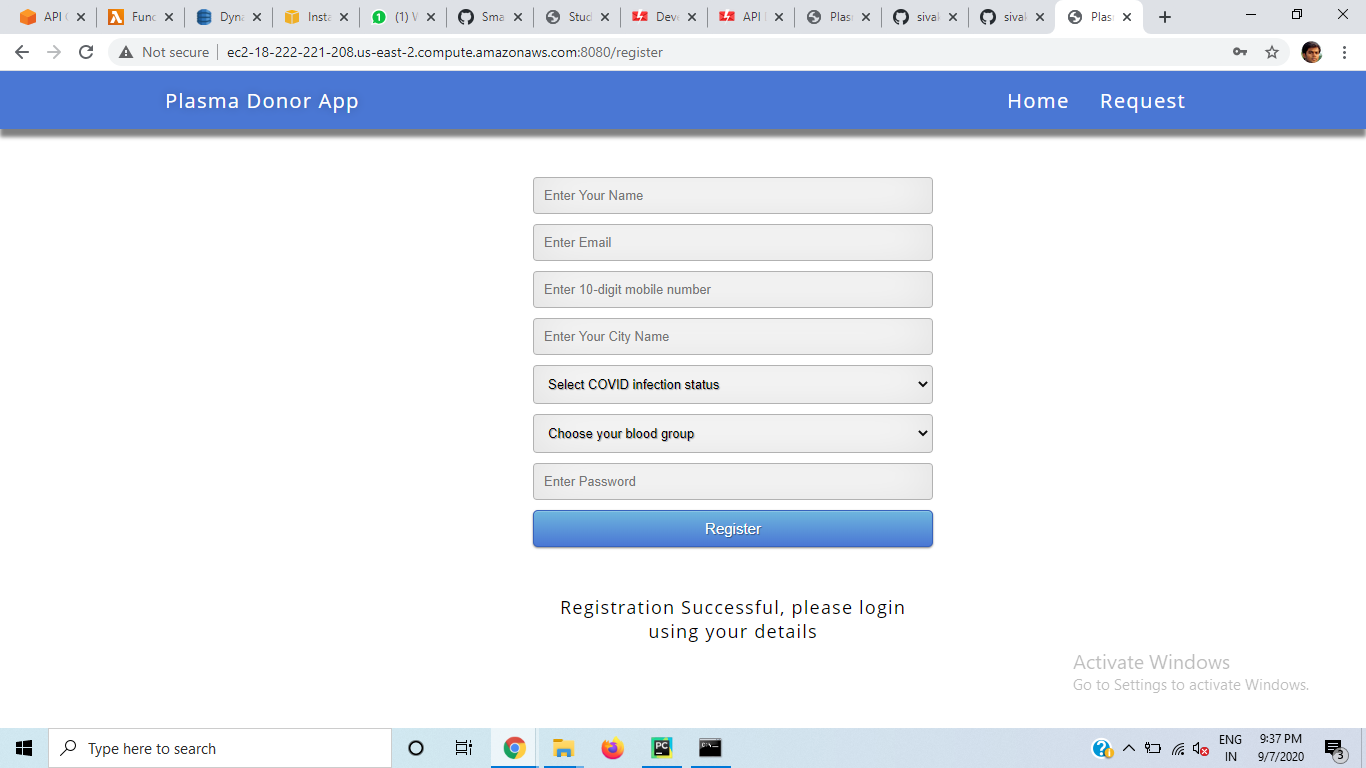 API
Func
Dyna
Insta
(1) W
Sma
Stud
Deve
API
Plas
sival
sival
Plas
Not secure
ec2-18-222-221-208.us-east-2.compute.amazonaws.com:8080/register
Plasma Donor App Home Request
Enter Your Name
Enter Email
Enter 10-digit mobile number
Enter Your City Name
Select COVID infection status
Choose your blood group
Enter Password
Register
Registration Successful, please login
using your details
Activate Windows
Go to Settings to activate Windows.
Type here to search
PC
ENG
IN
9:37 PM
9/7/2020
3